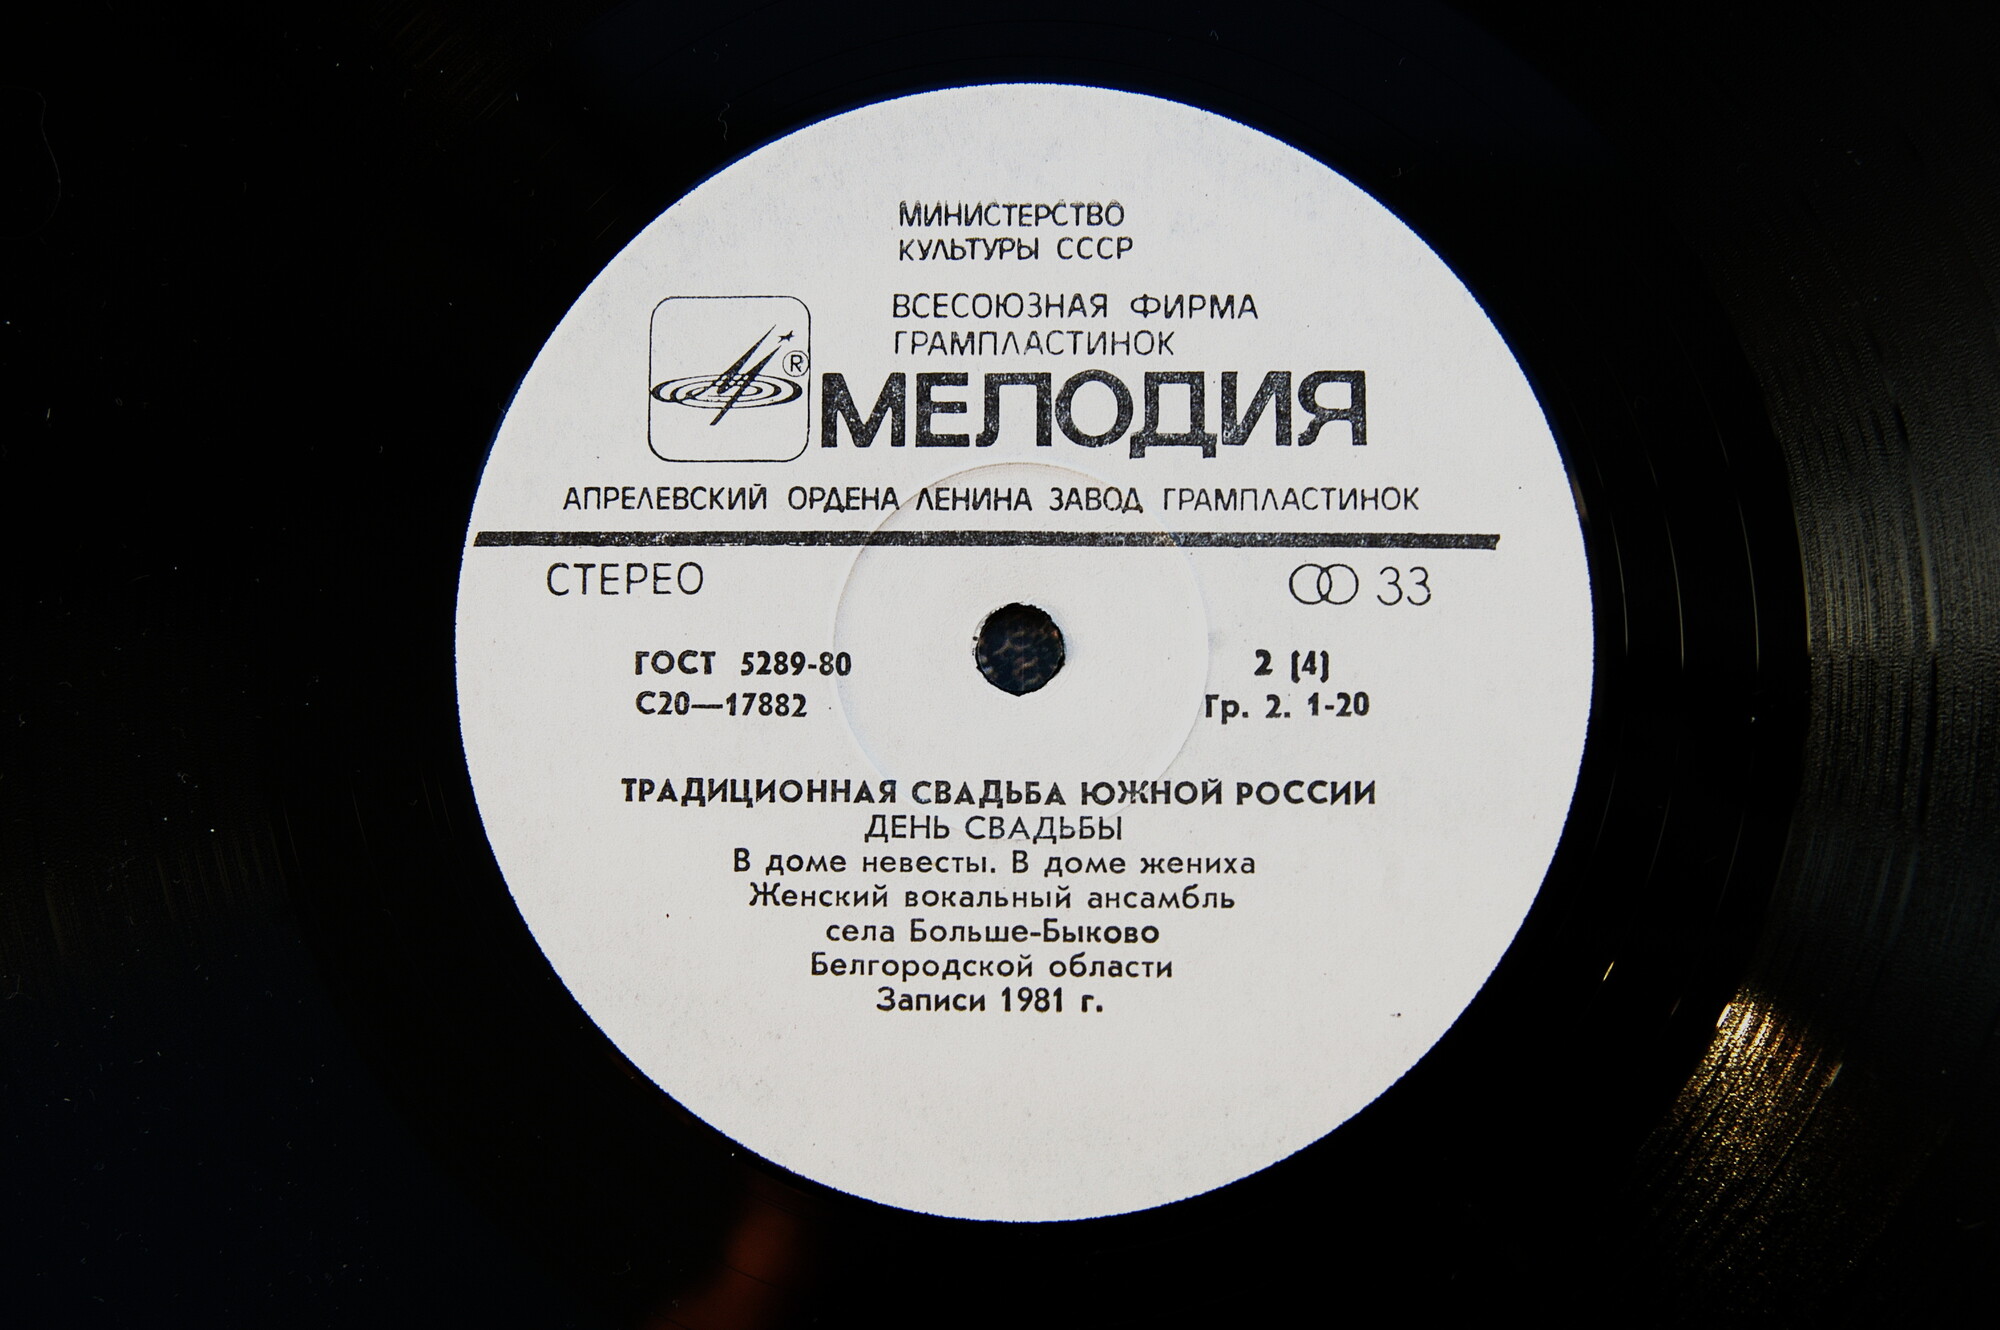 МИНИСТЕРСТВО
КУЛЬТУРЫ СССР
ВСЕСОЮЗНАЯ ФИРМА
ГРАМПЛАСТИНОК
®
МЕЛОДИЯ
АПРЕЛЕВСКИЙ ОРДЕНА ЛЕНИНА ЗАВОД ГРАМПЛАСТИНОК
СТЕРЕО
33
ГОСТ 5289-80
2 (4)
С20—17882
Гр. 2. 1-20
ТРАДИЦИОННАЯ СВАДЬБА ЮЖНОЙ РОССИИ
ДЕНЬ СВАДЬБЫ
В доме невесты. В доме жениха
Женский вокальный ансамбль
села Больше-Быково
Белгородской области
Записи 1981 г.